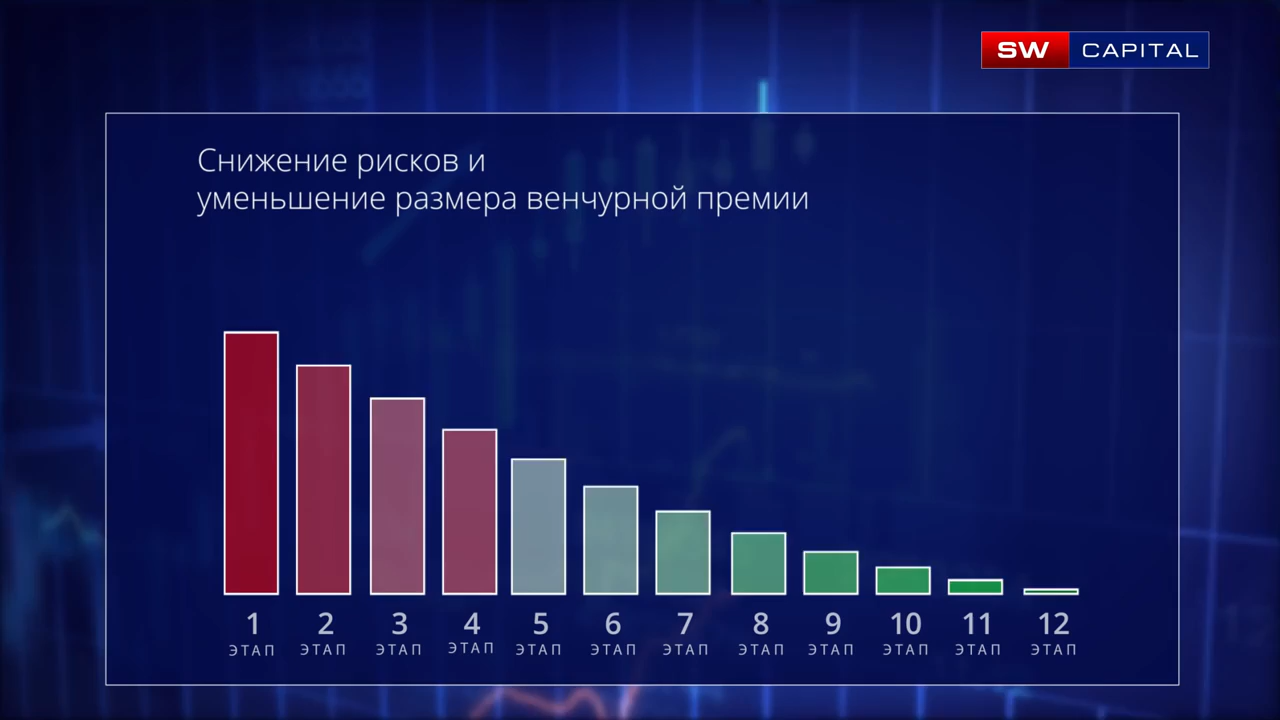 SW CAPITAL
Снижение рисков и
уменьшение размера венчурной премии
1 2 3 4 5 6 7 8 9 10 11 12
ЭТАП ЭТАП ЭТАП ЭТАП ЭТАП ЭТАП ЭТАП ЭТАП ЭТАП ЭТАП ЭТАП ЭТАП